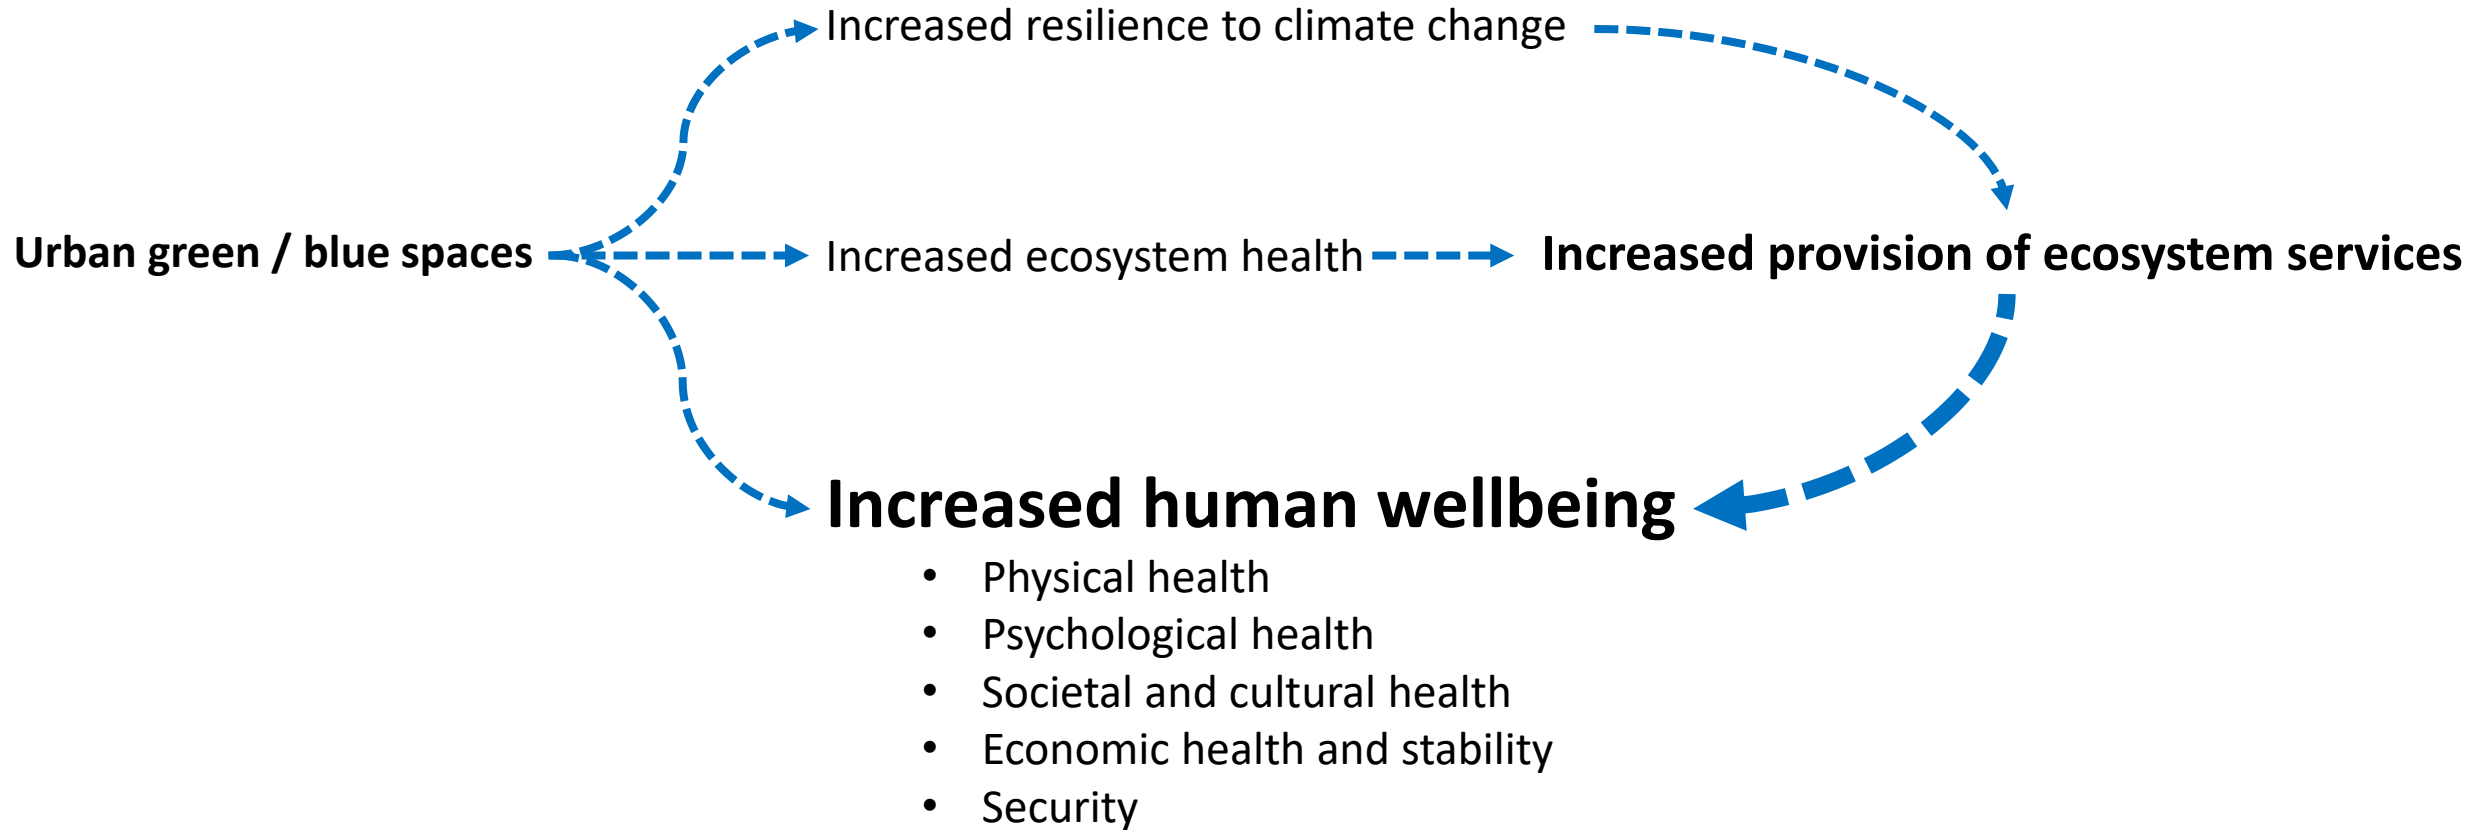 Increased resilience to climate change
Urban green / blue spaces
Increased ecosystem health
Increased provision of ecosystem services
Increased human wellbeing
• Physical health
• Psychological health
• Societal and cultural health
• Economic health and stability
• Security